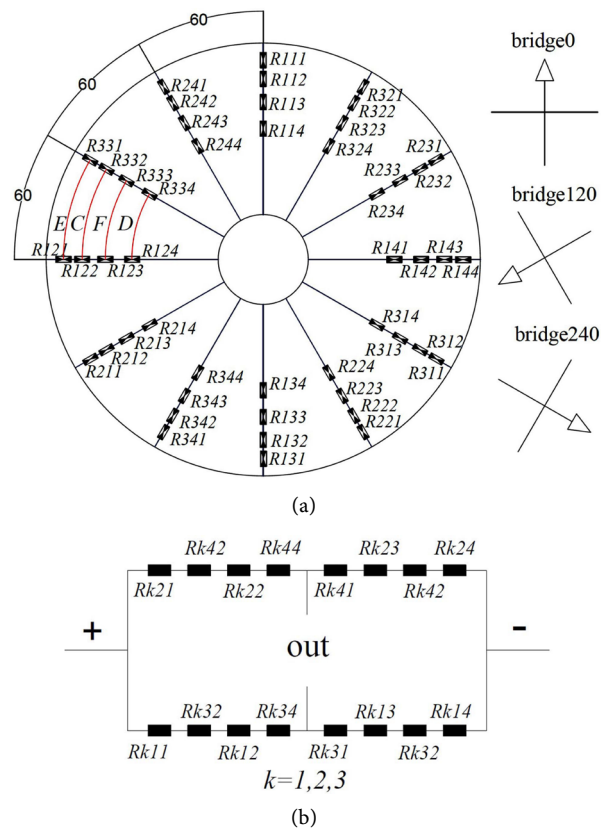 60
60
60
R111
R112
R113
R114
R241
R242
R243
R244
R321
R322
R323
R324
R331
R332
R333
R334
R231
R232
R233
R234
E C F D
R121
R122
R123
R124
R141
R142
R143
R144
R211
R212
R213
R214
R314
R313
R312
R311
R344
R343
R342
R341
R134
R133
R132
R131
R224
R223
R222
R221
bridge0
bridge120
bridge240
(a)
Rk42 Rk44 Rk23 Rk24
Rk21 Rk22 Rk41 Rk42
+ out -
Rk32 Rk34 Rk13 Rk14
Rk11 Rk12 Rk31 Rk32
k=1,2,3
(b)